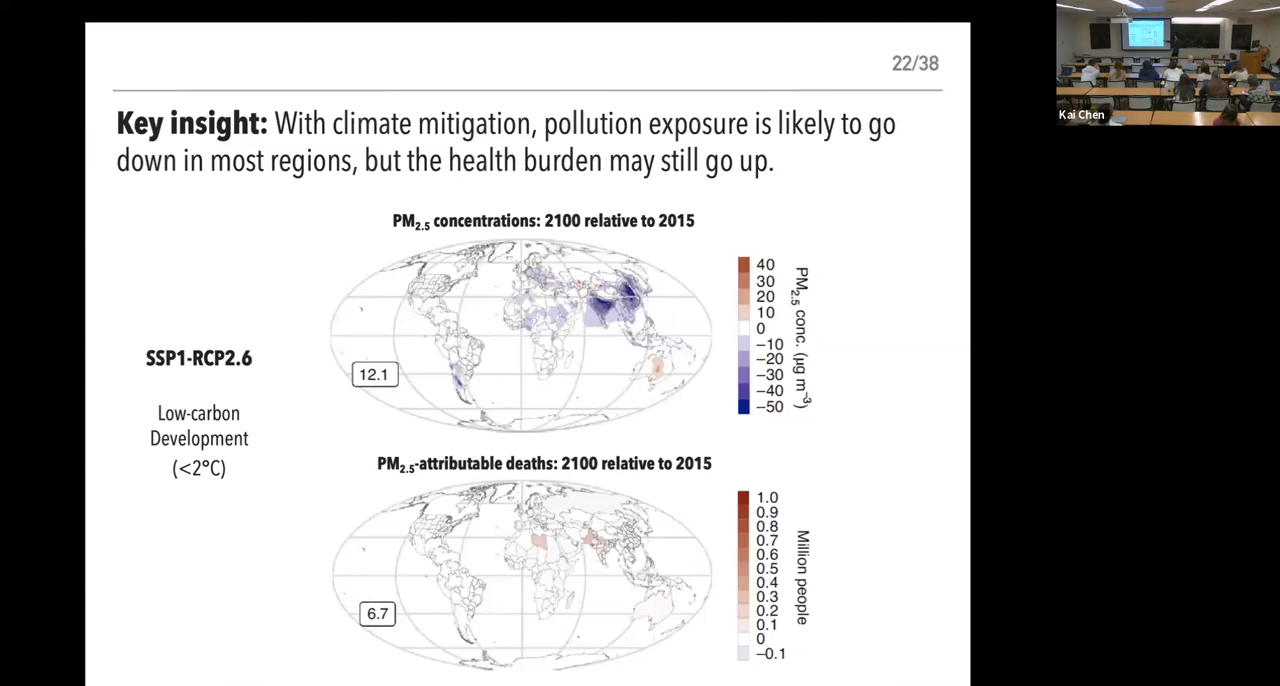 22/38
Key insight: With climate mitigation, pollution exposure is likely to go
down in most regions, but the health burden may still go up.
PM2.5 concentrations: 2100 relative to 2015
40
30
20
10
0
−10
−20
−30
−40
−50
PM2.5 conc. (µg m−3)
12.1
SSP1-RCP2.6
Low-carbon
Development
(<2°C)
PM2.5-attributable deaths: 2100 relative to 2015
1.0
0.9
0.8
0.7
0.6
0.5
0.4
0.3
0.2
0.1
0
−0.1
Million people
6.7
Kai Chen